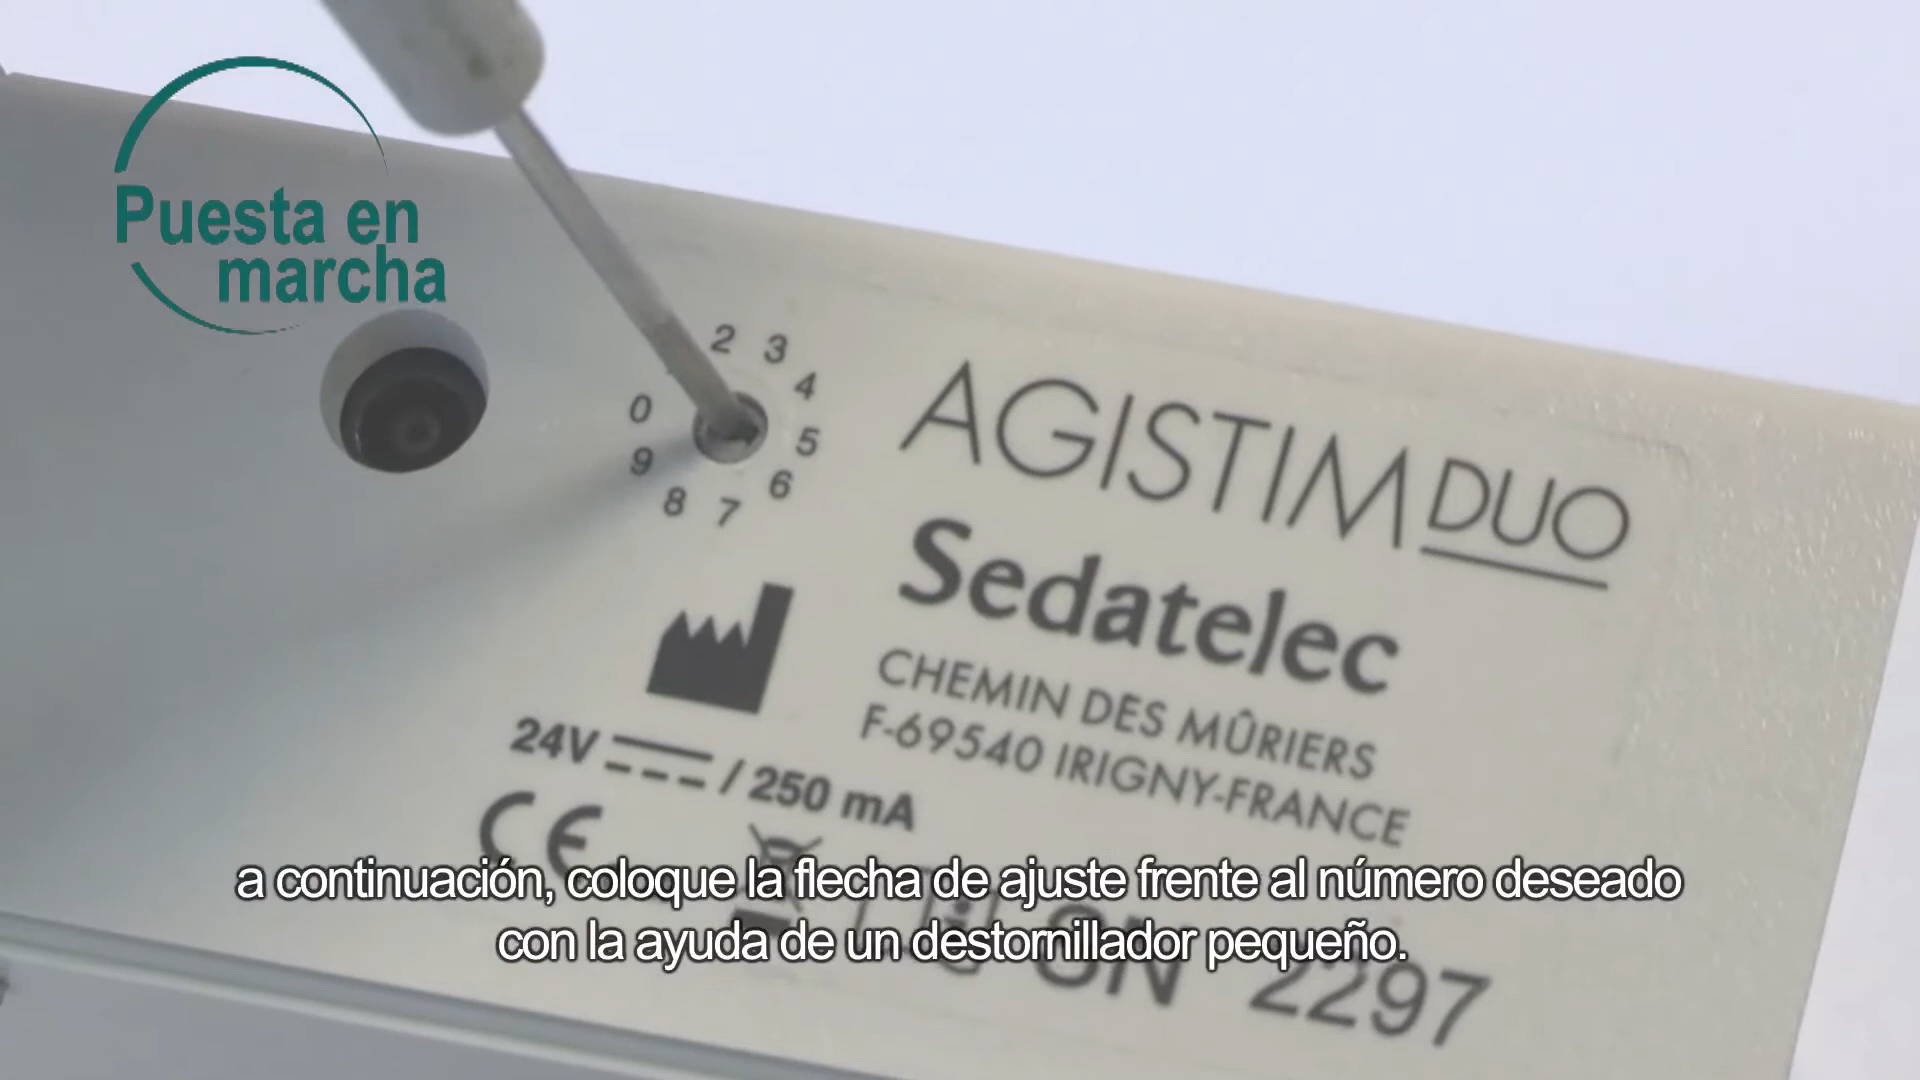 Puesta en
marcha
2 3
4
0
5
9
6
8 7
AGISTIM DUO
Sedatelec
CHEMIN DES MÛRIERS
F-69540 IRIGNY-FRANCE
24V / 250 mA
CE
a continuación, coloque la flecha de ajuste frente al número deseado
con la ayuda de un destornillador pequeño.
SN 2297